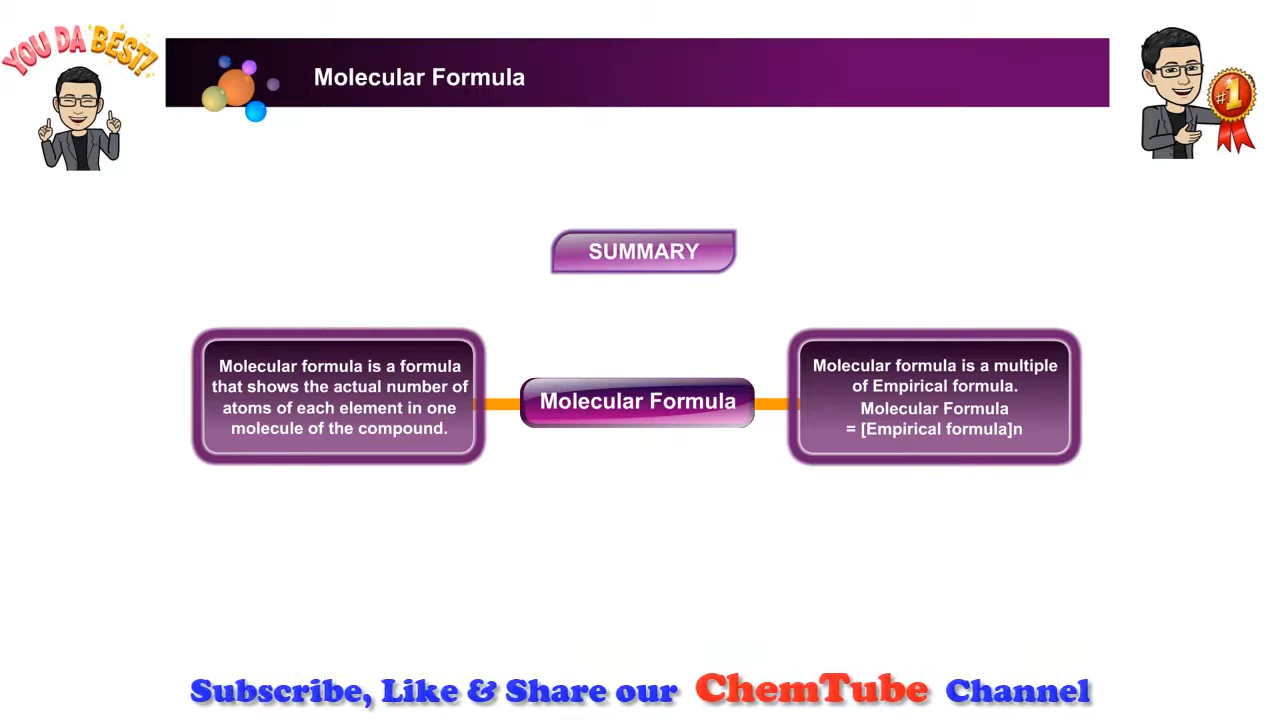 YOU DA BEST!
Molecular Formula
#1
SUMMARY
Molecular formula is a formula
that shows the actual number of
atoms of each element in one
molecule of the compound.
Molecular Formula
Molecular formula is a multiple
of Empirical formula.
Molecular Formula
= [Empirical formula]n
Subscribe, Like & Share our ChemTube Channel